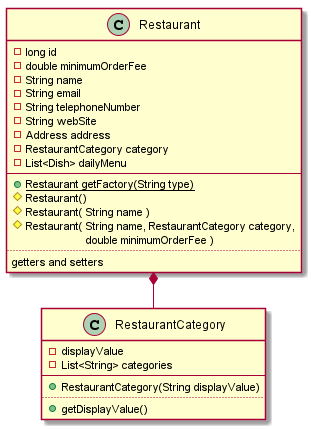 C Restaurant
long id
double minimumOrderFee
String name
String email
String telephoneNumber
String webSite
Address address
RestaurantCategory category
List<Dish> dailyMenu
Restaurant getFactory(String type)
Restaurant()
Restaurant( String name )
Restaurant( String name, RestaurantCategory category,
double minimumOrderFee )
getters and setters
C RestaurantCategory
displayValue
List<String> categories
RestaurantCategory(String displayValue)
getDisplayValue()